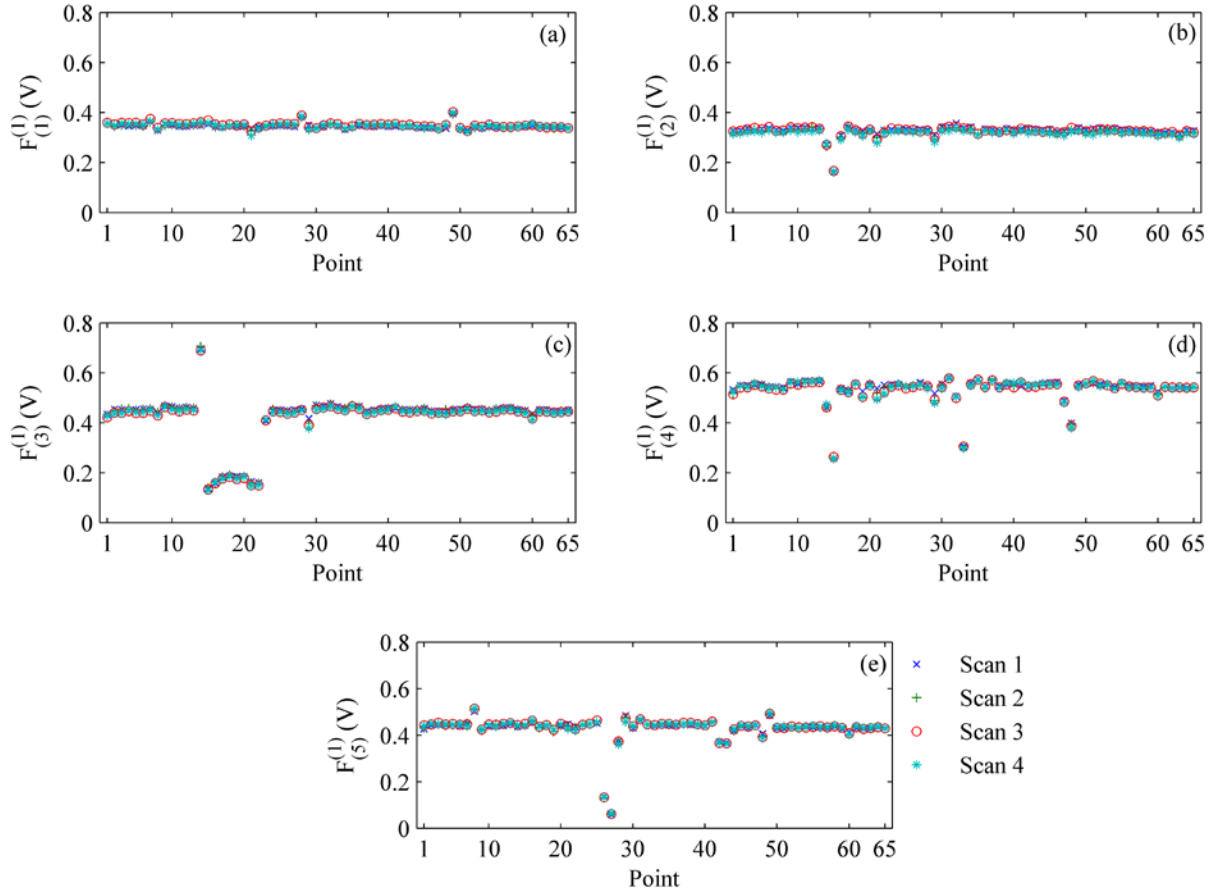 0.8
0.6
0.4
0.2
0
F(1)(1) (V)
(a)
1 10 20 30 40 50 60 65
Point
0.8
0.6
0.4
0.2
0
F(1)(2) (V)
(b)
1 10 20 30 40 50 60 65
Point
0.8
0.6
0.4
0.2
0
F(1)(3) (V)
(c)
1 10 20 30 40 50 60 65
Point
0.8
0.6
0.4
0.2
0
F(1)(4) (V)
(d)
1 10 20 30 40 50 60 65
Point
0.8
0.6
0.4
0.2
0
F(1)(5) (V)
(e)
1 10 20 30 40 50 60 65
Point
Scan 1
Scan 2
Scan 3
Scan 4